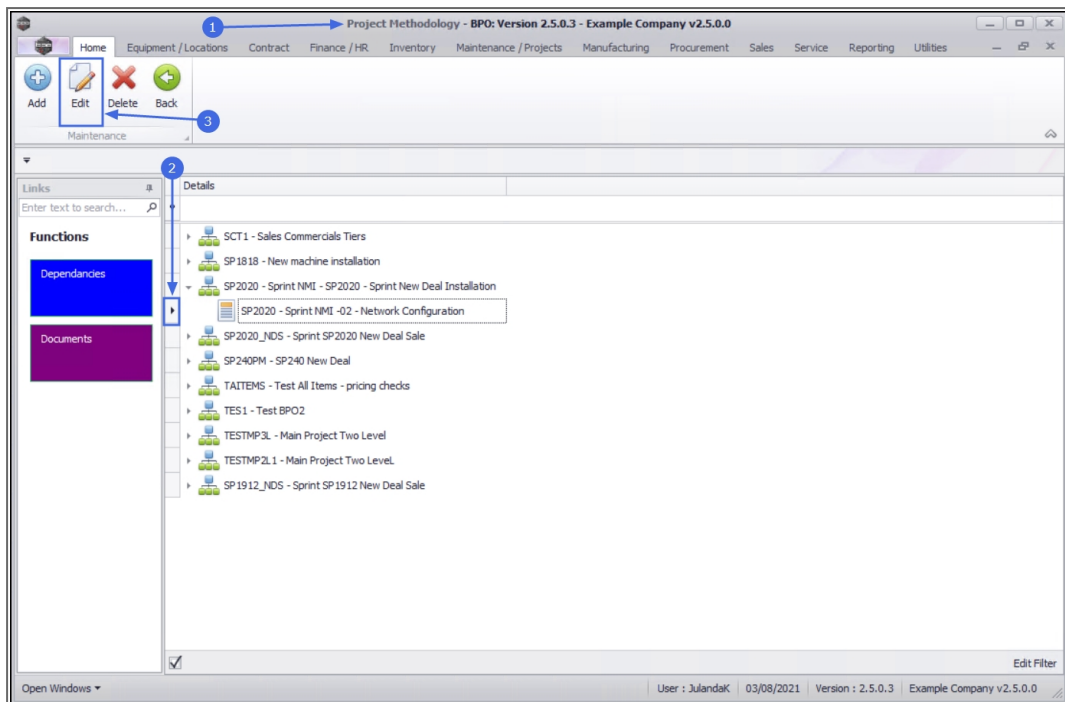 1
Project Methodology - BPO: Version 2.5.0.3 - Example Company v2.5.0.0
Home Equipment / Locations Contract Finance / HR Inventory Maintenance / Projects Manufacturing Procurement Sales Service Reporting Utilities
Add Edit Delete Back
3
Maintenance
2
Links
Details
Enter text to search...
Functions
SCT1 - Sales Commercials Tiers
SP1818 - New machine installation
Dependancies
SP2020 - Sprint NMI - SP2020 - Sprint New Deal Installation
SP2020 - Sprint NMI -02 - Network Configuration
Documents
SP2020_NDS - Sprint SP2020 New Deal Sale
SP240PM - SP240 New Deal
TAITEMS - Test All Items - pricing checks
TES1 - Test BPO2
TESTMP3L - Main Project Two Level
TESTMP2L1 - Main Project Two LeveL
SP1912_NDS - Sprint SP1912 New Deal Sale
Edit Filter
Open Windows
User : JulandaK 03/08/2021 Version : 2.5.0.3 Example Company v2.5.0.0